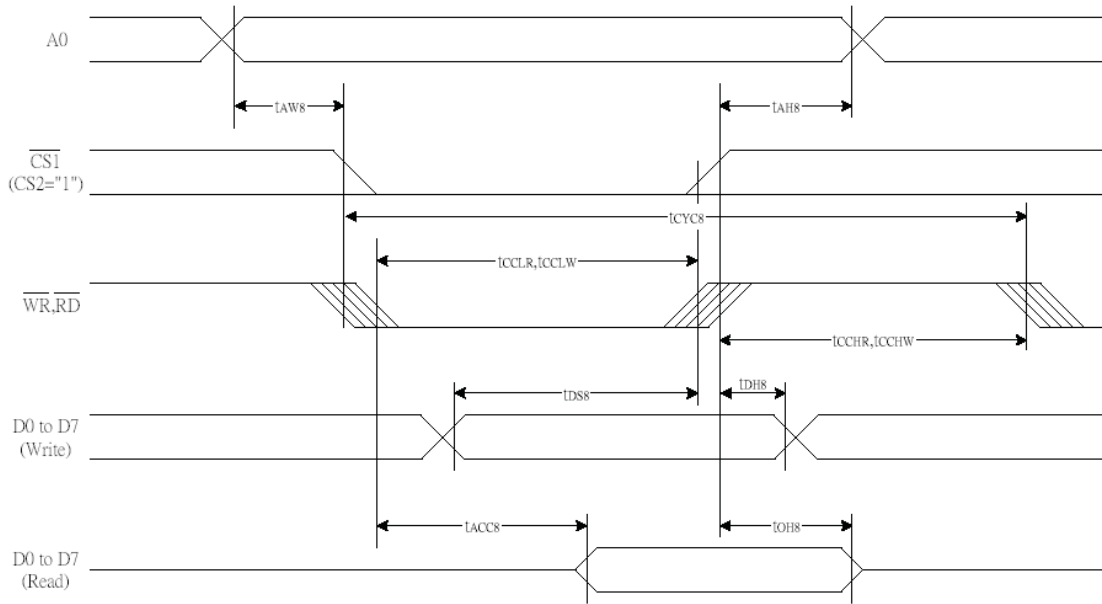 A0
tAW8
tAH8
CS1
(CS2="1")
tCYC8
tCCLR,tCCLW
WR,RD
tCCHR,tCCHW
tDS8
tDH8
D0 to D7
(Write)
tACC8
tOH8
D0 to D7
(Read)